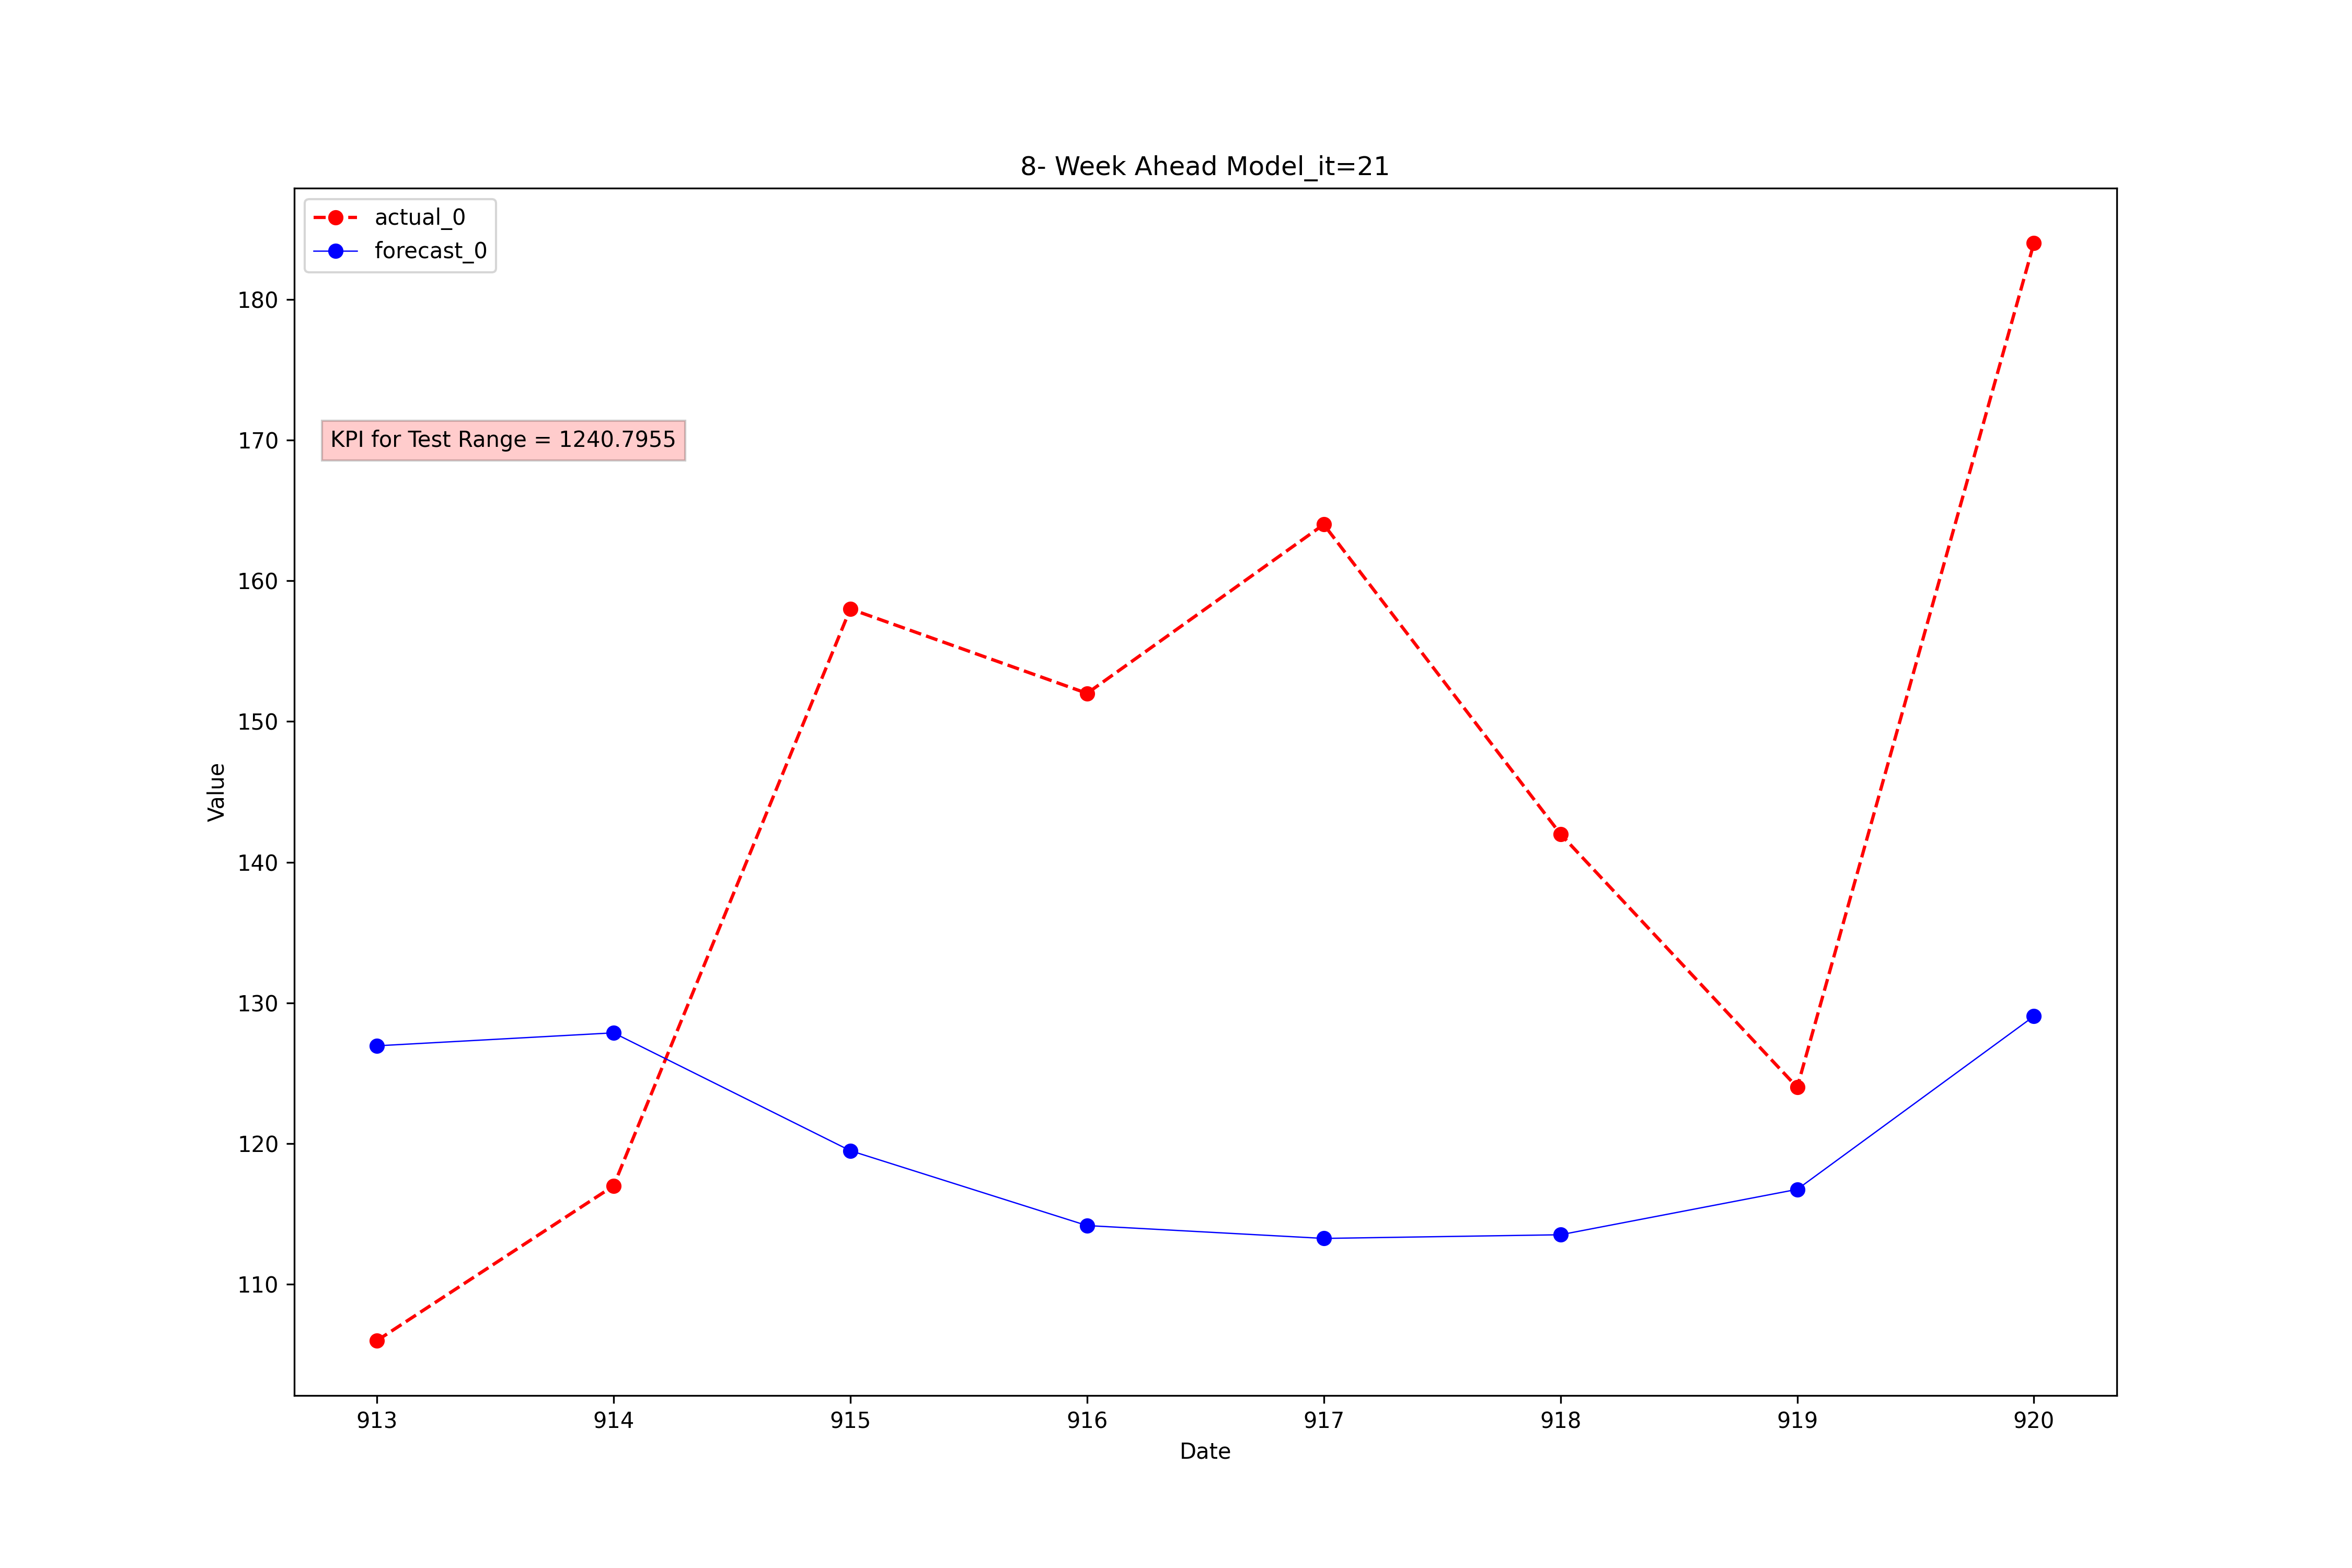 8- Week Ahead Model_it=21
actual_0
forecast_0
KPI for Test Range = 1240.7955
Value
180
170
160
150
140
130
120
110
913 914 915 916 917 918 919 920
Date